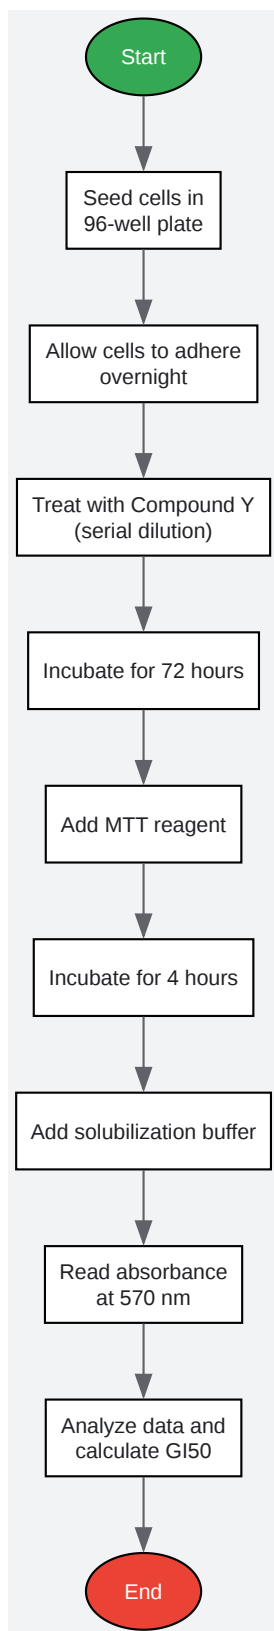 Start
Seed cells in
96-well plate
Allow cells to adhere
overnight
Treat with Compound Y
(serial dilution)
Incubate for 72 hours
Add MTT reagent
Incubate for 4 hours
Add solubilization buffer
Read absorbance
at 570 nm
Analyze data and
calculate GI50
End